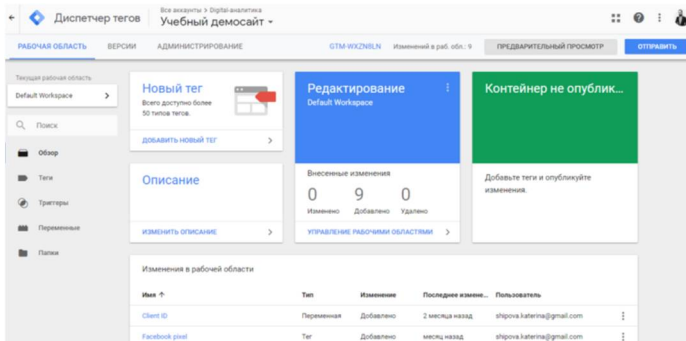 Все аккаунты > Digital-аналитика
Диспетчер тегов
Учебный демосайт
РАБОЧАЯ ОБЛАСТЬ ВЕРСИИ АДМИНИСТРИРОВАНИЕ GTM-WXZNBLN Изменений в раб. обл.: 9 ПРЕДВАРИТЕЛЬНЫЙ ПРОСМОТР ОТПРАВИТЬ
Текущая рабочая область
Default Workspace
Поиск
Обзор
Теги
Триггеры
Переменные
Папки
Новый тег
Всего доступно более
50 типов тегов.
ДОБАВИТЬ НОВЫЙ ТЕГ
Описание
ИЗМЕНИТЬ ОПИСАНИЕ
Редактирование
Default Workspace
Внесенные изменения
0 9 0
Изменено Добавлено Удалено
УПРАВЛЕНИЕ РАБОЧИМИ ОБЛАСТЯМИ
Контейнер не опублик...
Добавьте теги и опубликуйте
изменения.
Изменения в рабочей области
Имя ↑ Тип Изменение Последнее измене... Пользователь
Client ID Переменная Добавлено 2 месяца назад shipova.katerina@gmail.com
Facebook pixel Тег Добавлено месяц назад shipova.katerina@gmail.com